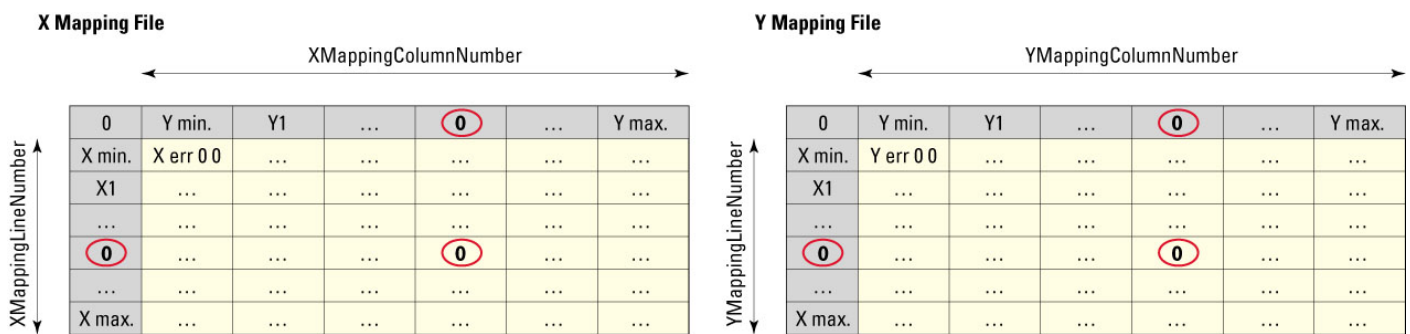 X Mapping File
XMappingColumnNumber
XMappingLineNumber
0 Y min. Y1 ... 0 ... Y max.
X min. X err 0 0 ... ... ... ... ...
X1 ... ... ... ... ... ...
... ... ... ... ... ... ...
0 ... ... ... 0 ... ...
... ... ... ... ... ... ...
X max. ... ... ... ... ... ...
Y Mapping File
YMappingColumnNumber
YMappingLineNumber
0 Y min. Y1 ... 0 ... Y max.
X min. Y err 0 0 ... ... ... ... ...
X1 ... ... ... ... ... ...
... ... ... ... ... ... ...
0 ... ... ... 0 ... ...
... ... ... ... ... ... ...
X max. ... ... ... ... ... ...